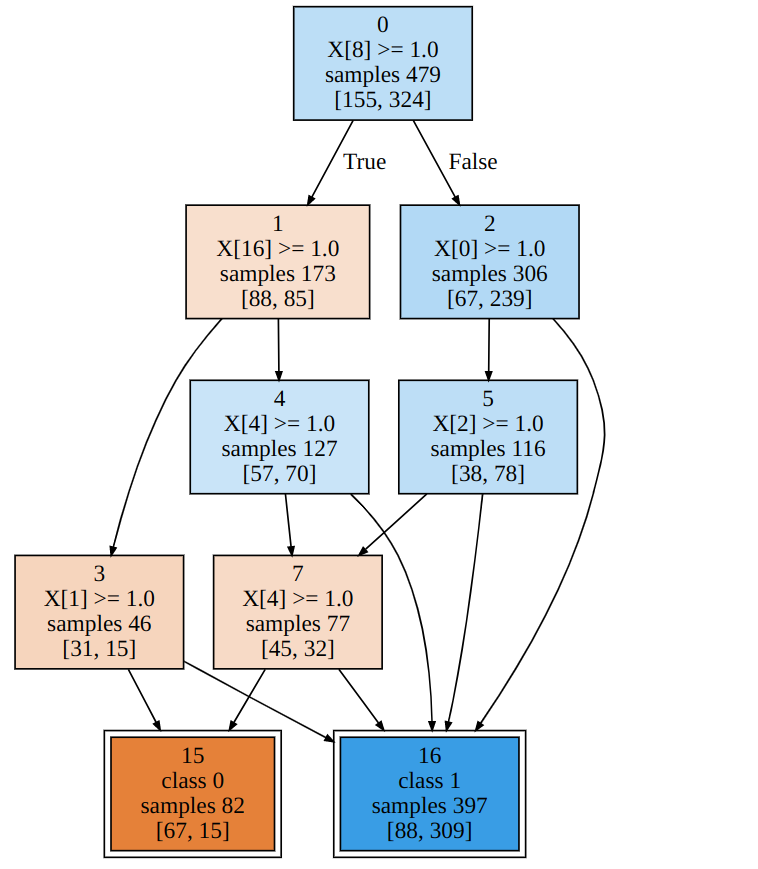 0
X[8] >= 1.0
samples 479
[155, 324]
True
False
1
X[16] >= 1.0
samples 173
[88, 85]
2
X[0] >= 1.0
samples 306
[67, 239]
4
X[4] >= 1.0
samples 127
[57, 70]
5
X[2] >= 1.0
samples 116
[38, 78]
3
X[1] >= 1.0
samples 46
[31, 15]
7
X[4] >= 1.0
samples 77
[45, 32]
15
class 0
samples 82
[67, 15]
16
class 1
samples 397
[88, 309]